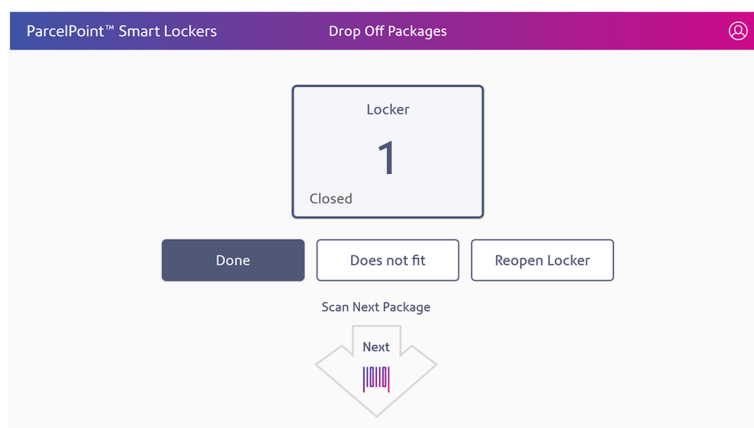 ParcelPoint™ Smart Lockers
Drop Off Packages
Locker
1
Closed
Done
Does not fit
Reopen Locker
Scan Next Package
Next